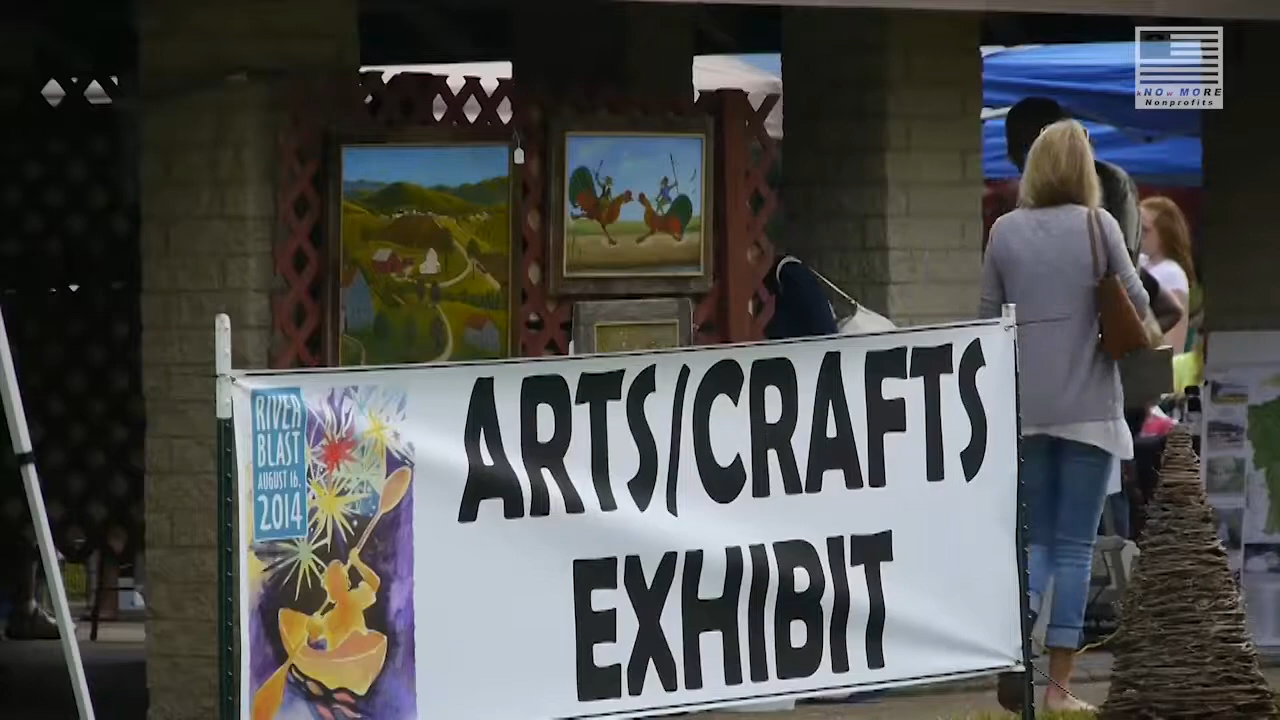 kNOw MORE
Nonprofits
ARTS/CRAFTS
EXHIBIT
RIVER
BLAST
AUGUST 16,
2014